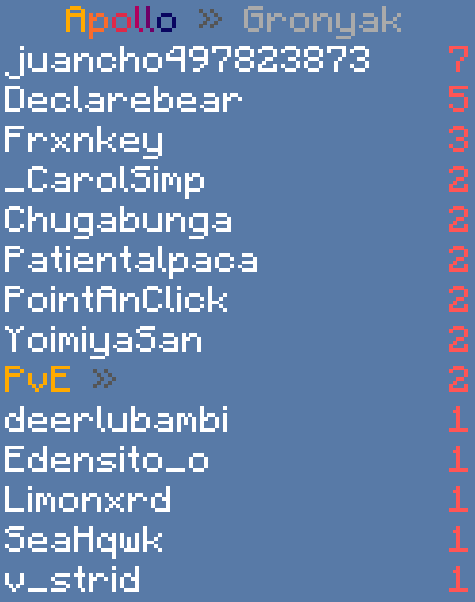 Apollo » Gronyak
juancho497823873 7
Declarebear 5
Frxnkey 3
_CarolSimp 2
Chugabunga 2
Patientalpaca 2
PointAnClick 2
YoimiyaSan 2
PvE » 2
deerlubambi 1
Edensito_o 1
Limonxrd 1
SeaHqwk 1
v_strid 1